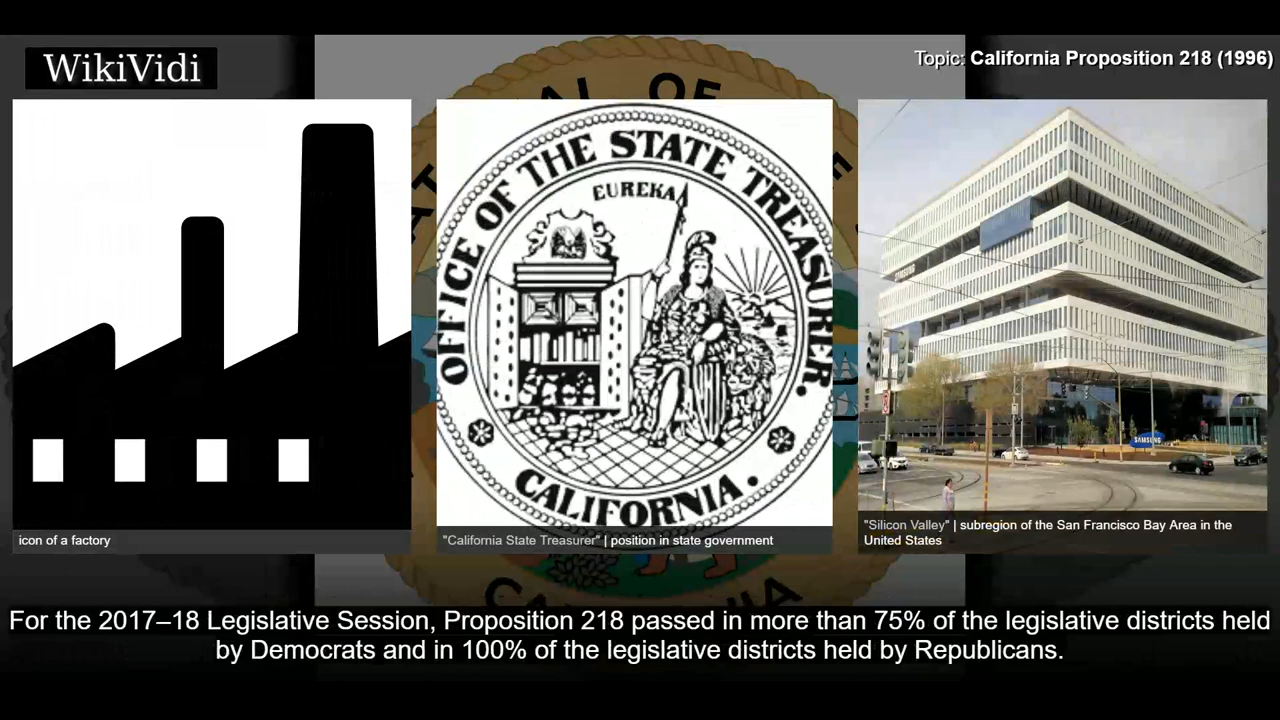 WikiVidi
Topic: California Proposition 218 (1996)
OFFICE OF THE STATE TREASURER.
EUREKA
CALIFORNIA.
SAMSUNG
SAMSUNG
icon of a factory
"California State Treasurer" | position in state government
"Silicon Valley" | subregion of the San Francisco Bay Area in the
United States
For the 2017–18 Legislative Session, Proposition 218 passed in more than 75% of the legislative districts held
by Democrats and in 100% of the legislative districts held by Republicans.